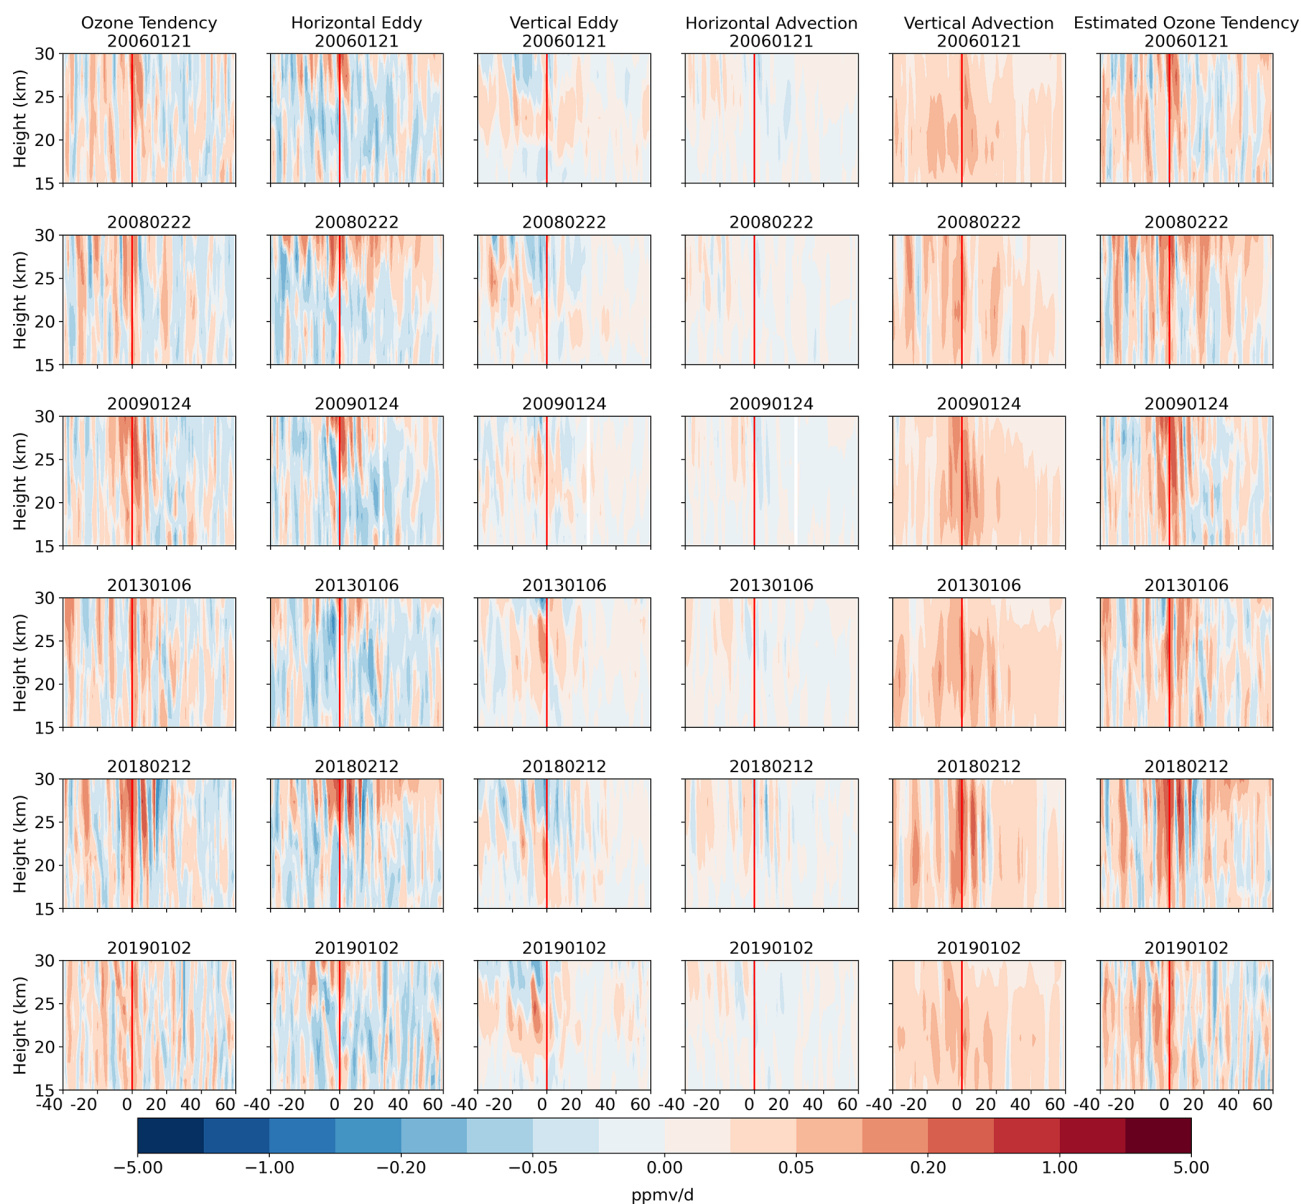 Ozone Tendency Horizontal Eddy Vertical Eddy Horizontal Advection Vertical Advection Estimated Ozone Tendency
20060121 20060121 20060121 20060121 20060121 20060121
30
25
20
15
Height (km)
20080222 20080222 20080222 20080222 20080222 20080222
30
25
20
15
Height (km)
20090124 20090124 20090124 20090124 20090124 20090124
30
25
20
15
Height (km)
20130106 20130106 20130106 20130106 20130106 20130106
30
25
20
15
Height (km)
20180212 20180212 20180212 20180212 20180212 20180212
30
25
20
15
Height (km)
20190102 20190102 20190102 20190102 20190102 20190102
30
25
20
15
Height (km)
-40 -20 0 20 40 60 -40 -20 0 20 40 60 -40 -20 0 20 40 60 -40 -20 0 20 40 60 -40 -20 0 20 40 60 -40 -20 0 20 40 60
−5.00 −1.00 −0.20 −0.05 0.00 0.05 0.20 1.00 5.00
ppmv/d